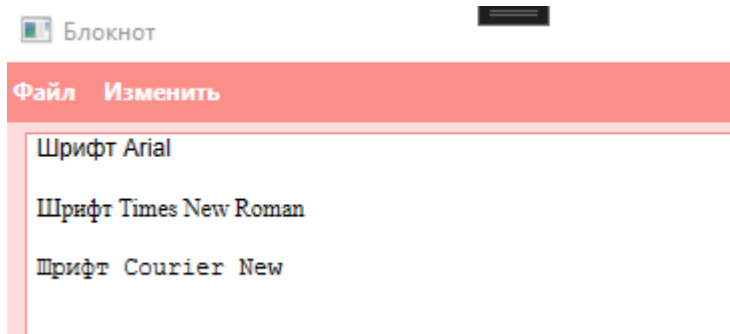 Блокнот
Файл Изменить
Шрифт Arial
Шрифт Times New Roman
Шрифт Courier New